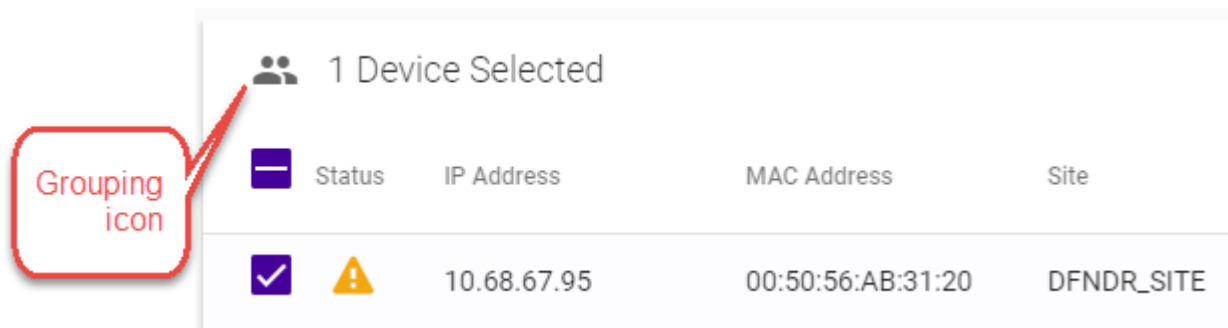 1 Device Selected
Grouping
icon
Status IP Address MAC Address Site
10.68.67.95 00:50:56:AB:31:20 DFNDR_SITE